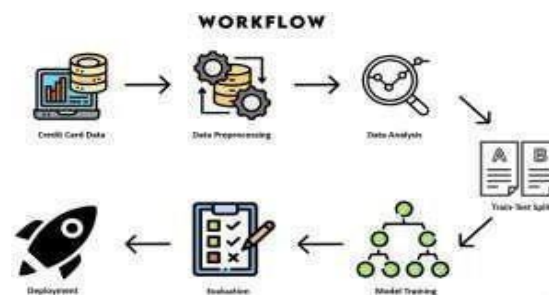 WORKFLOW
Credit Card Data
Data Preprocessing
Data Analysis
A B
Train-Test Split
Deployment
Evaluation
Model Training